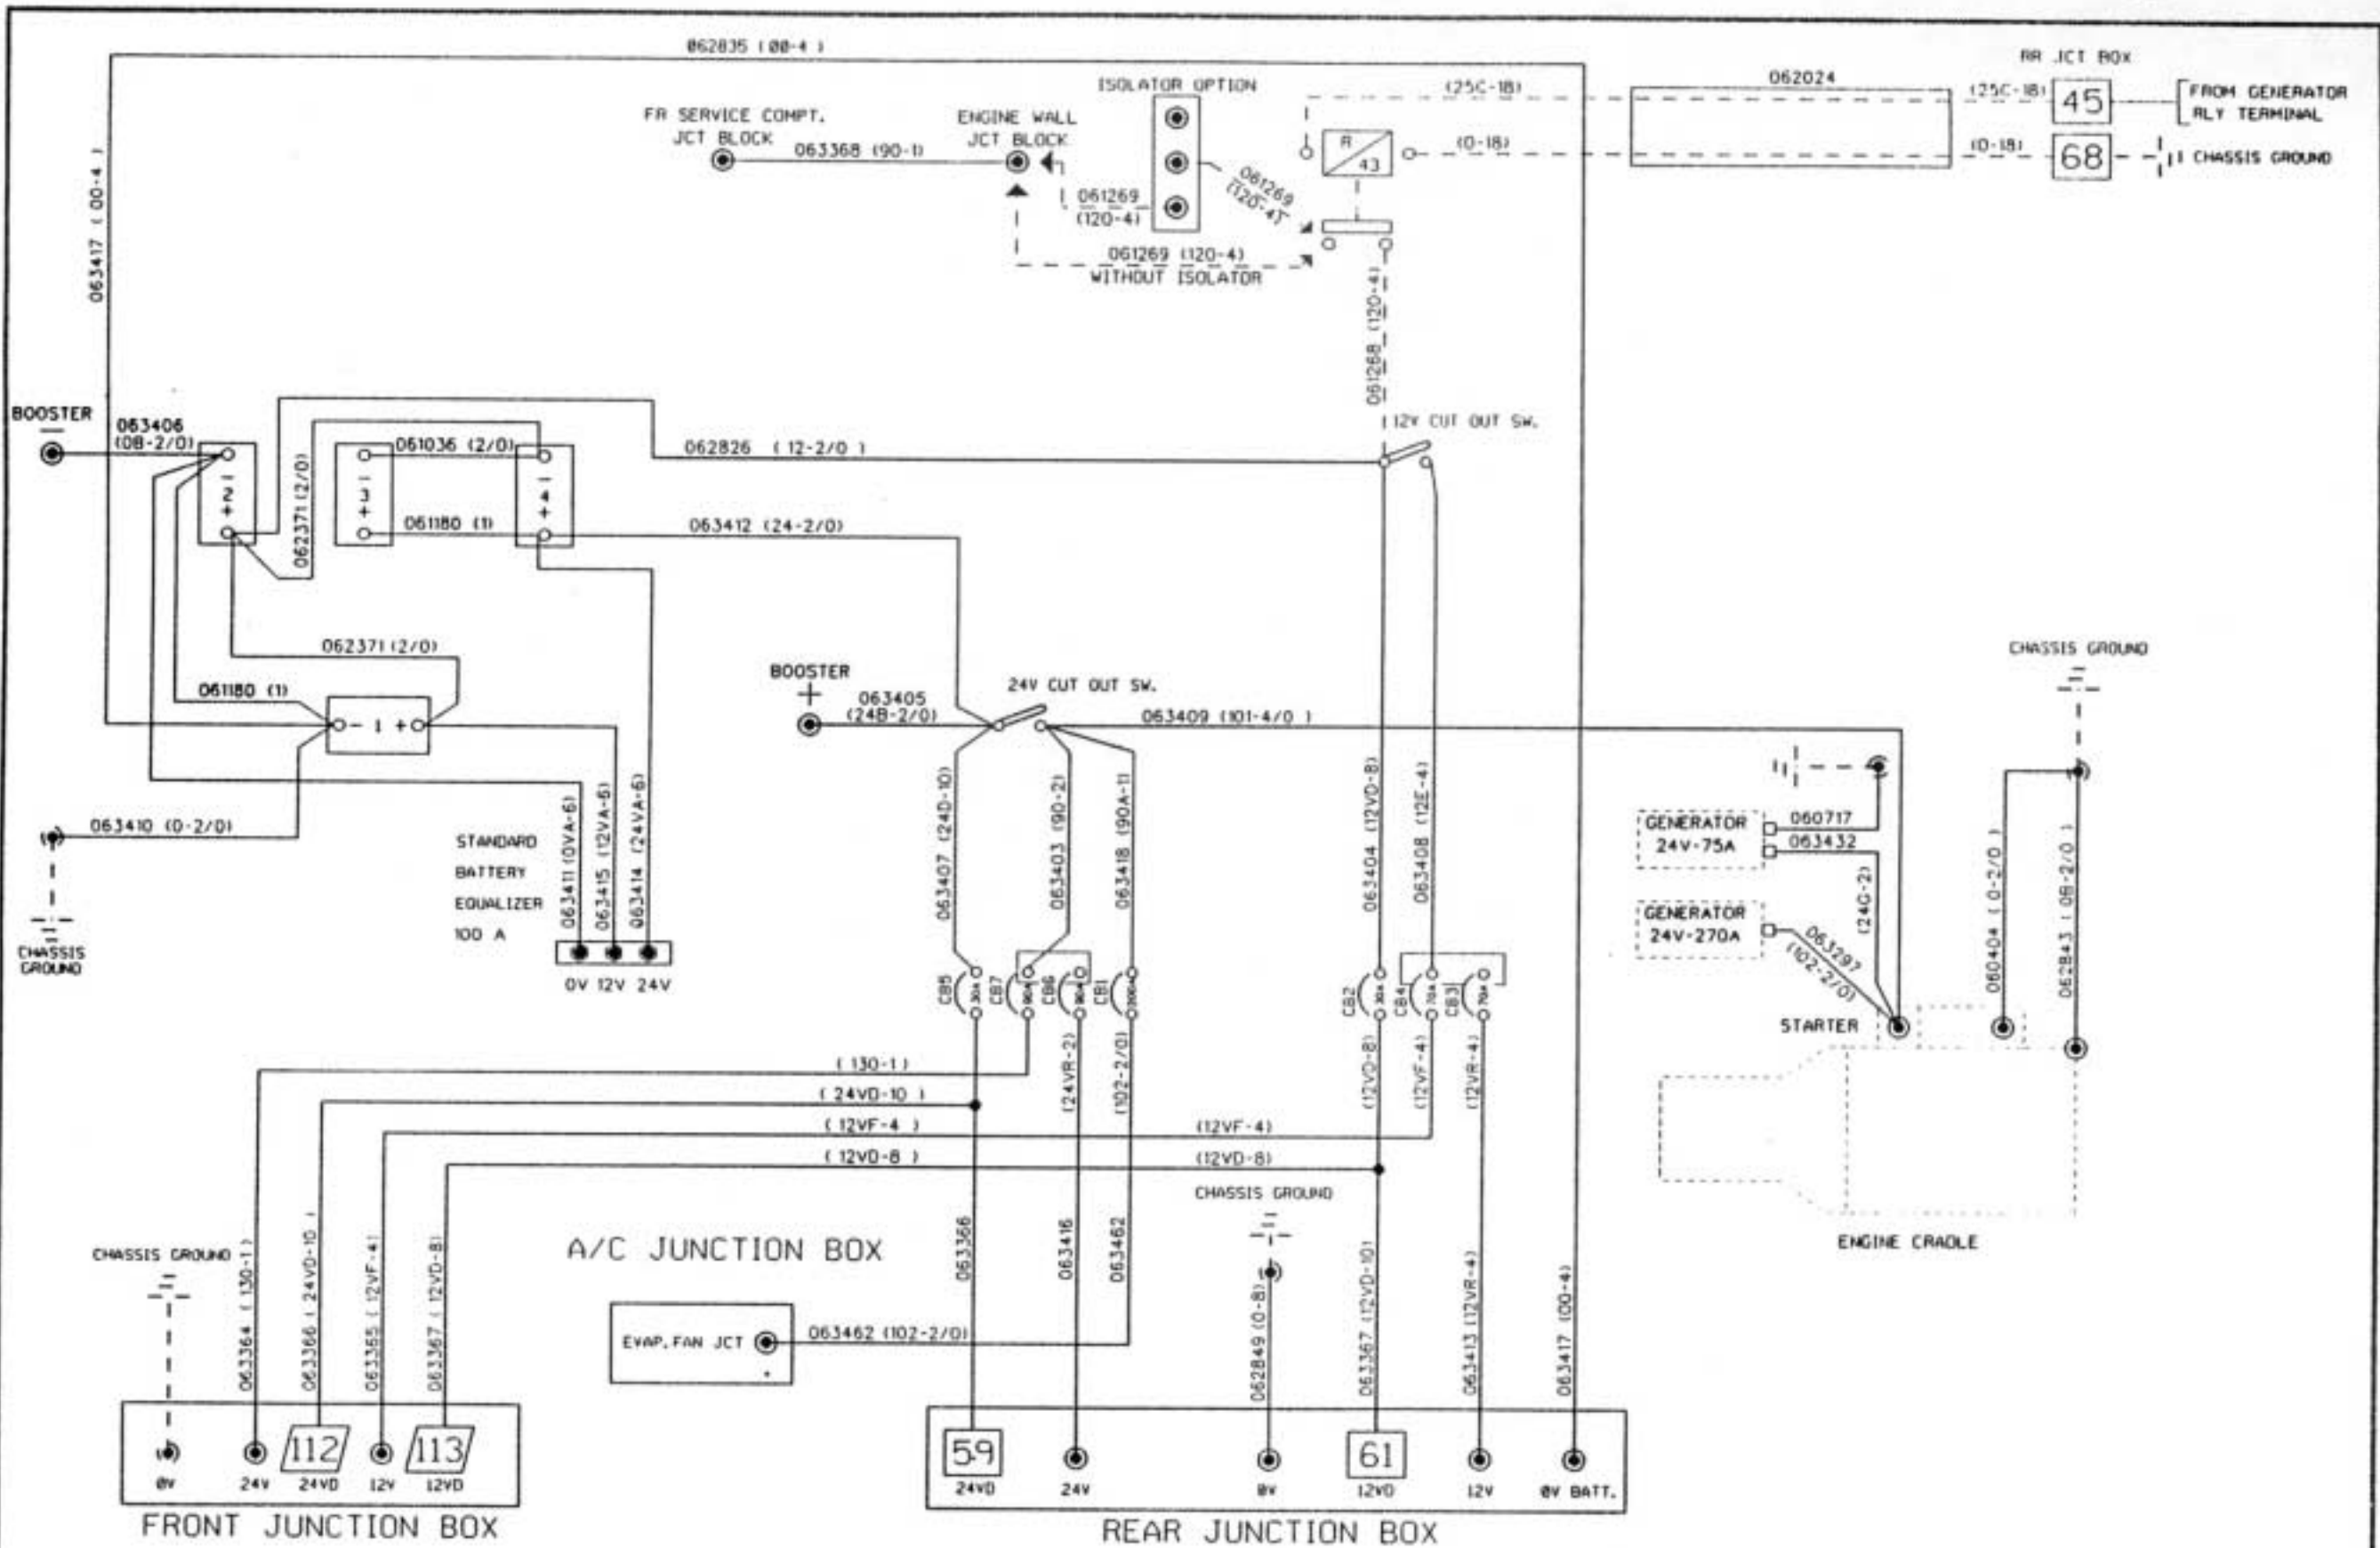 062835 ( 00-4 )
RR JCT BOX
ISOLATOR OPTION
(25C-18)
062024
(25C-18)
45
FROM GENERATOR
RLY TERMINAL
FR SERVICE COMPT.
JCT BLOCK
063368 (90-1)
ENGINE WALL
JCT BLOCK
R
43
(0-18)
(0-18)
68
CHASSIS GROUND
061269
(120-4)
061269
(120-4)
061269 (120-4)
WITHOUT ISOLATOR
063417 ( 00-4 )
061268 (120-4)
12V CUT OUT SW.
BOOSTER
-
063406
(0B-2/0)
- 2 +
062371 (2/0)
061036 (2/0)
- 3 +
061180 (1)
- 4 +
062826 ( 12-2/0 )
063412 (24-2/0)
062371 (2/0)
061180 (1)
- 1 +
BOOSTER
+
063405
(24B-2/0)
24V CUT OUT SW.
063409 (101-4/0 )
CHASSIS GROUND
063410 (0-2/0)
CHASSIS
GROUND
STANDARD
BATTERY
EQUALIZER
100 A
063411 (0VA-6)
063415 (12VA-6)
063414 (24VA-6)
0V 12V 24V
063407 (24D-10)
063403 (90-2)
063418 (90A-1)
063404 (12VD-8)
063408 (12E-4)
GENERATOR
24V-75A
060717
063432
(24G-2)
GENERATOR
24V-270A
063297
(102-2/0)
060404 ( 0-2/0 )
062843 ( 0B-2/0 )
STARTER
CB5 30A
CB7 90A
CB6 90A
CB1 200A
CB2 30A
CB4 70A
CB3 70A
( 130-1 )
( 24VD-10 )
( 12VF-4 )
( 12VD-8 )
(24VR-2)
(102-2/0)
(12VD-8)
(12VF-4)
(12VR-4)
(12VF-4)
(12VD-8)
ENGINE CRADLE
CHASSIS GROUND
CHASSIS GROUND
063364 ( 130-1 )
063366 ( 24VD-10 )
063365 ( 12VF-4)
063367 ( 12VD-8)
A/C JUNCTION BOX
EVAP. FAN JCT
063462 (102-2/0)
063366
063416
063462
062849 (0-8)
063367 (12VD-10)
063413 (12VR-4)
063417 (00-4)
0V
24V
112
24VD
12V
113
12VD
FRONT JUNCTION BOX
59
24VD
24V
0V
61
12VD
12V
0V BATT.
REAR JUNCTION BOX